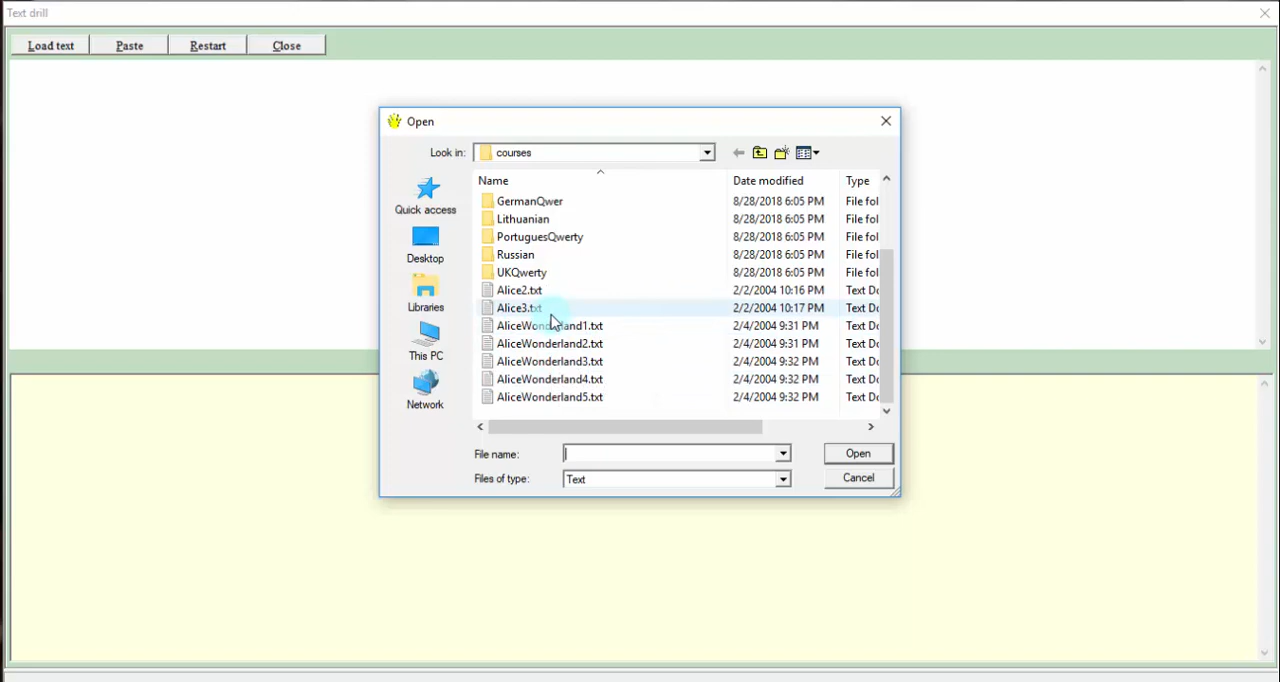 Text drill
Load text Paste Restart Close
Open
Look in: courses
Name Date modified Type
Quick access
Desktop
Libraries
This PC
Network
GermanQwer 8/28/2018 6:05 PM File fol
Lithuanian 8/28/2018 6:05 PM File fol
PortuguesQwerty 8/28/2018 6:05 PM File fol
Russian 8/28/2018 6:05 PM File fol
UKQwerty 8/28/2018 6:05 PM File fol
Alice2.txt 2/2/2004 10:16 PM Text Do
Alice3.txt 2/2/2004 10:17 PM Text Do
AliceWonderland1.txt 2/4/2004 9:31 PM Text Do
AliceWonderland2.txt 2/4/2004 9:31 PM Text Do
AliceWonderland3.txt 2/4/2004 9:32 PM Text Do
AliceWonderland4.txt 2/4/2004 9:32 PM Text Do
AliceWonderland5.txt 2/4/2004 9:32 PM Text Do
File name: Open
Files of type: Text Cancel